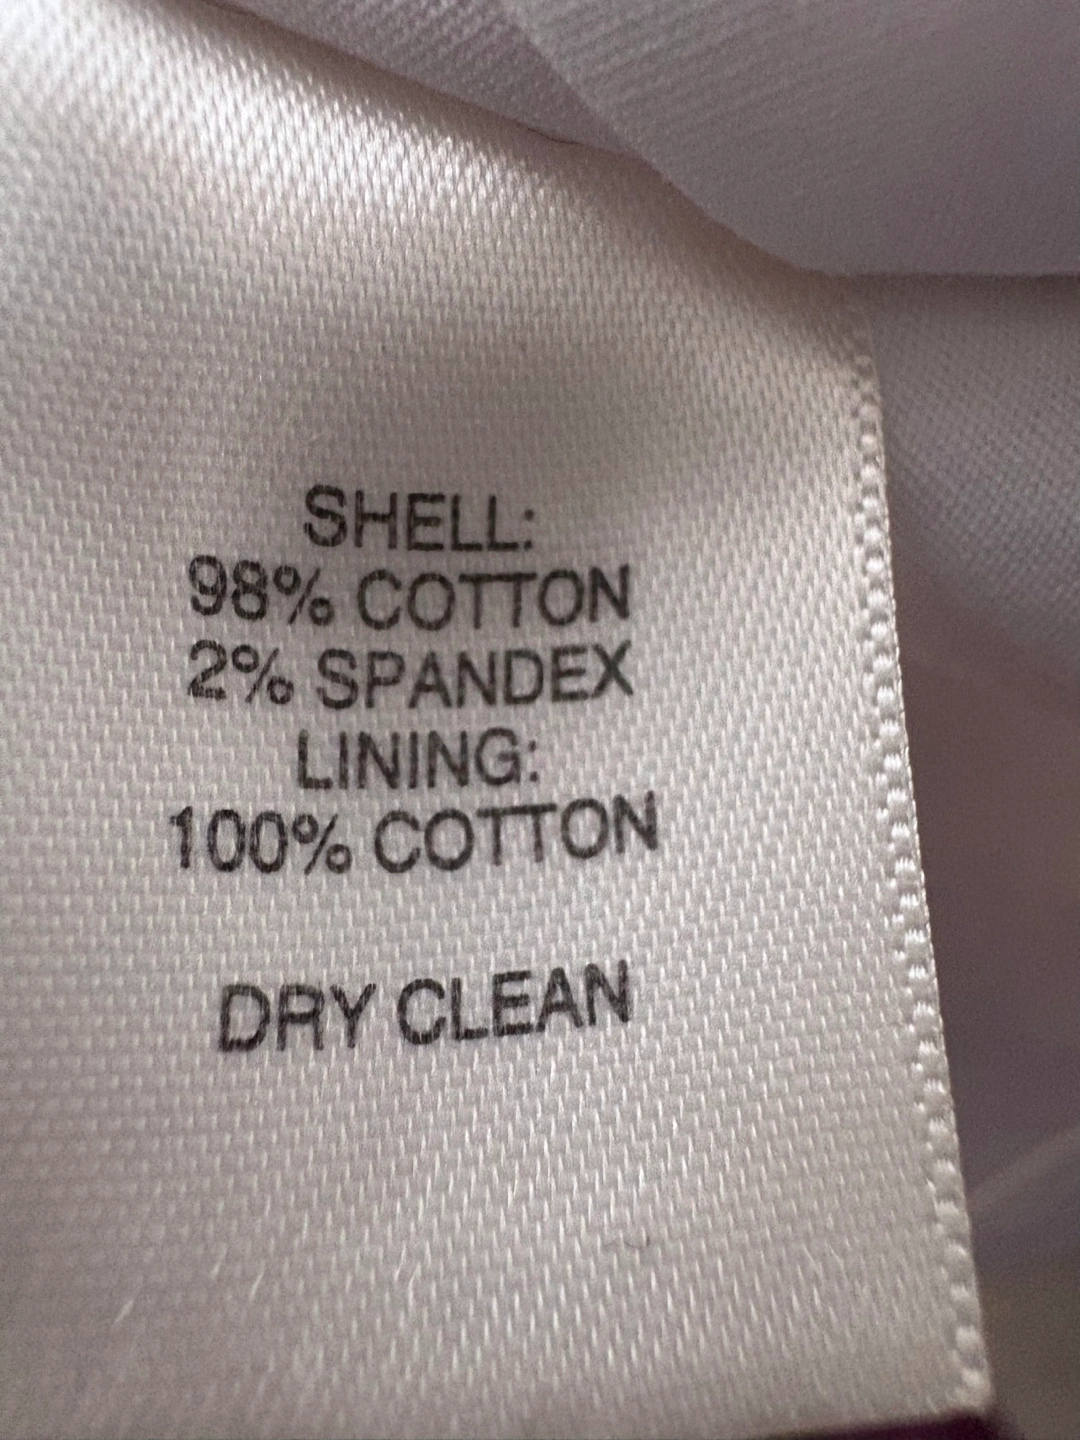 SHELL:
98% COTTON
2% SPANDEX
LINING:
100% COTTON
DRY CLEAN